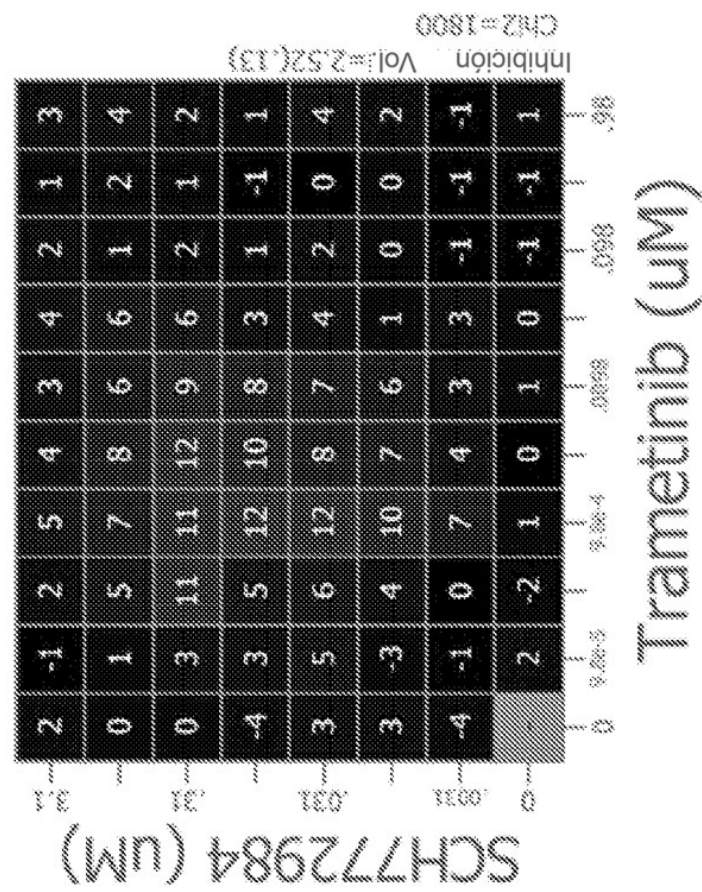 Inhibición Vol=2.52(.13)
Chi2=1800
SCH772984 (uM)
3.1 2 -1 2 5 4 3 4 2 1 3
0 1 5 7 8 6 6 1 2 4
.31 0 3 11 11 12 9 6 2 1 2
-4 3 5 12 10 8 3 1 -1 1
.031 3 5 6 12 8 7 4 2 0 4
3 -3 4 10 7 6 1 0 0 2
.0031 -4 -1 0 7 4 3 3 -1 -1 -1
0 - 2 -2 1 0 1 0 -1 -1 1
0 9.8e-5 9.8e-4 .0098 .098 .98
Trametinib (uM)